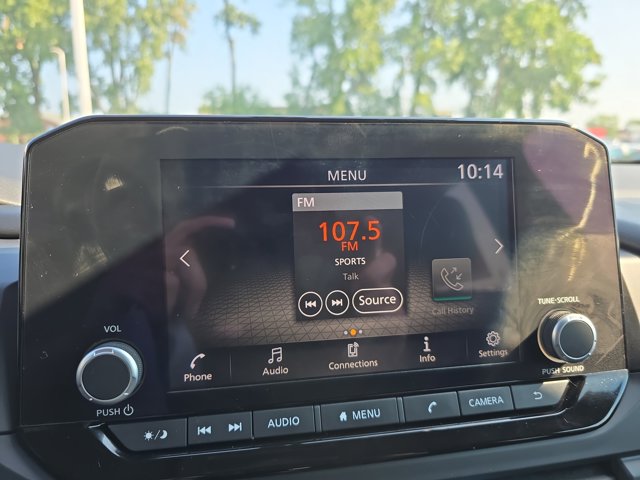 MENU 10:14
FM
107.5
FM
SPORTS
Talk
Source
Call History
Phone Audio Connections Info Settings
VOL
PUSH
TUNE·SCROLL
PUSH SOUND
AUDIO MENU CAMERA